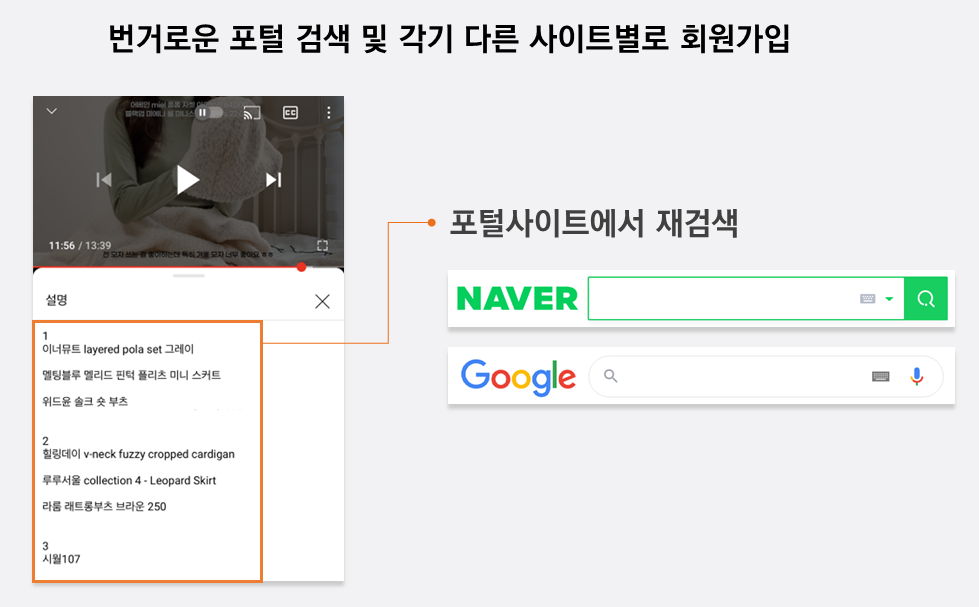 번거로운 포털 검색 및 각기 다른 사이트별로 회원가입
CC
11:56 / 13:39
설명
1
이너뮤트 layered pola set 그레이
멜팅블루 멜리드 핀턱 플리츠 미니 스커트
위드윤 솔크 숏 부츠
2
힐링데이 v-neck fuzzy cropped cardigan
루루서울 collection 4 - Leopard Skirt
라룸 래트롱부츠 브라운 250
3
시월107
포털사이트에서 재검색
NAVER
Google